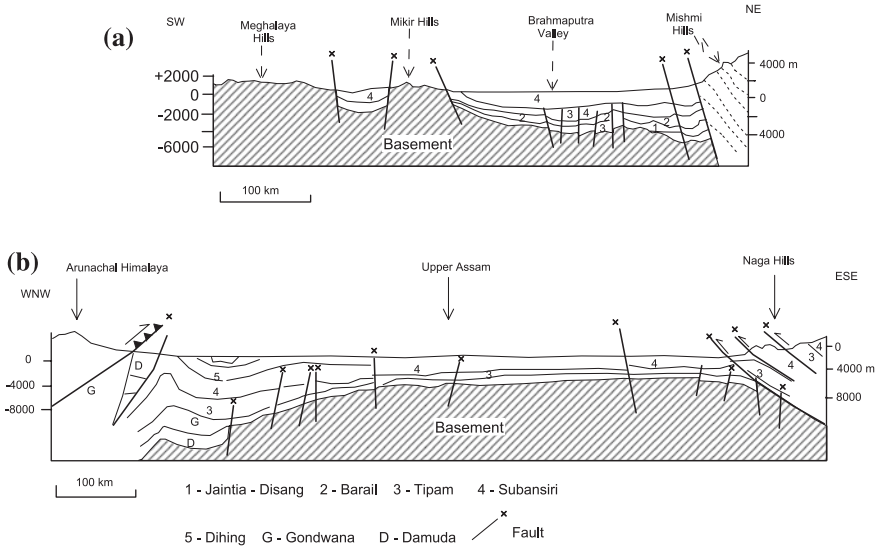 (a)
SW
Meghalaya
Hills
Mikir Hills
Brahmaputra
Valley
Mishmi
Hills
NE
+2000
0
-2000
-6000
4000 m
0
4000
4
4
3
4
2
2
3
1
Basement
100 km
(b)
Arunachal Himalaya
Upper Assam
Naga Hills
WNW
ESE
0
-4000
-8000
0
4000 m
8000
D
G
5
4
3
G
D
4
3
4
3
4
3
4
Basement
100 km
1 - Jaintia - Disang 2 - Barail 3 - Tipam 4 - Subansiri
5 - Dihing G - Gondwana D - Damuda Fault